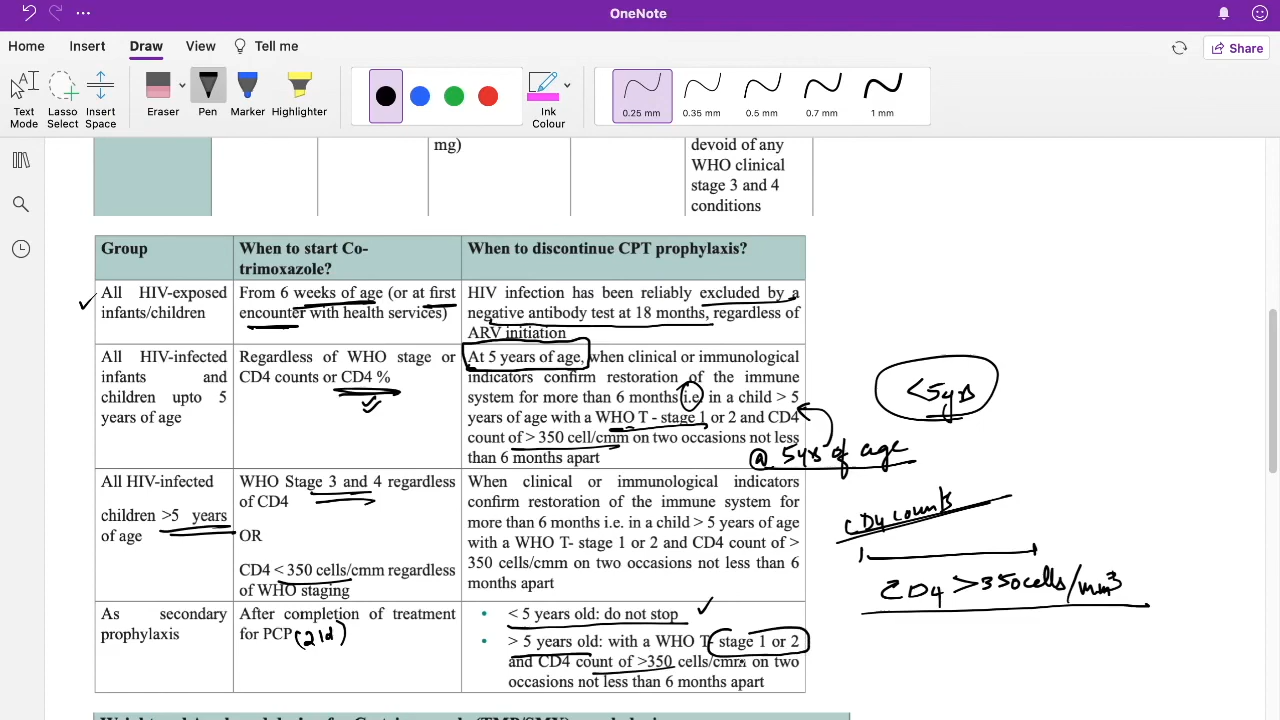 OneNote
Home Insert Draw View Tell me
Share
Text Mode
Lasso Select
Insert Space
Eraser
Pen
Marker
Highlighter
Ink Colour
0.25 mm
0.35 mm
0.5 mm
0.7 mm
1 mm
mg)
devoid of any
WHO clinical
stage 3 and 4
conditions
Group
When to start Co-
trimoxazole?
When to discontinue CPT prophylaxis?
All HIV-exposed
infants/children
From 6 weeks of age (or at first
encounter with health services)
HIV infection has been reliably excluded by a
negative antibody test at 18 months, regardless of
ARV initiation
All HIV-infected
infants and
children upto 5
years of age
Regardless of WHO stage or
CD4 counts or CD4 %
At 5 years of age, when clinical or immunological
indicators confirm restoration of the immune
system for more than 6 months i.e. in a child > 5
years of age with a WHO T - stage 1 or 2 and CD4
count of > 350 cell/cmm on two occasions not less
than 6 months apart
All HIV-infected
children >5 years
of age
WHO Stage 3 and 4 regardless
of CD4
OR
CD4 < 350 cells/cmm regardless
of WHO staging
When clinical or immunological indicators
confirm restoration of the immune system for
more than 6 months i.e. in a child > 5 years of age
with a WHO T- stage 1 or 2 and CD4 count of >
350 cells/cmm on two occasions not less than 6
months apart
As secondary
prophylaxis
After completion of treatment
for PCP (21d)
• < 5 years old: do not stop
• > 5 years old: with a WHO T- stage 1 or 2
and CD4 count of >350 cells/cmm on two
occasions not less than 6 months apart
<5yrs
@ 5yrs of age
CD4 counts
CD4 >350cells/mm³